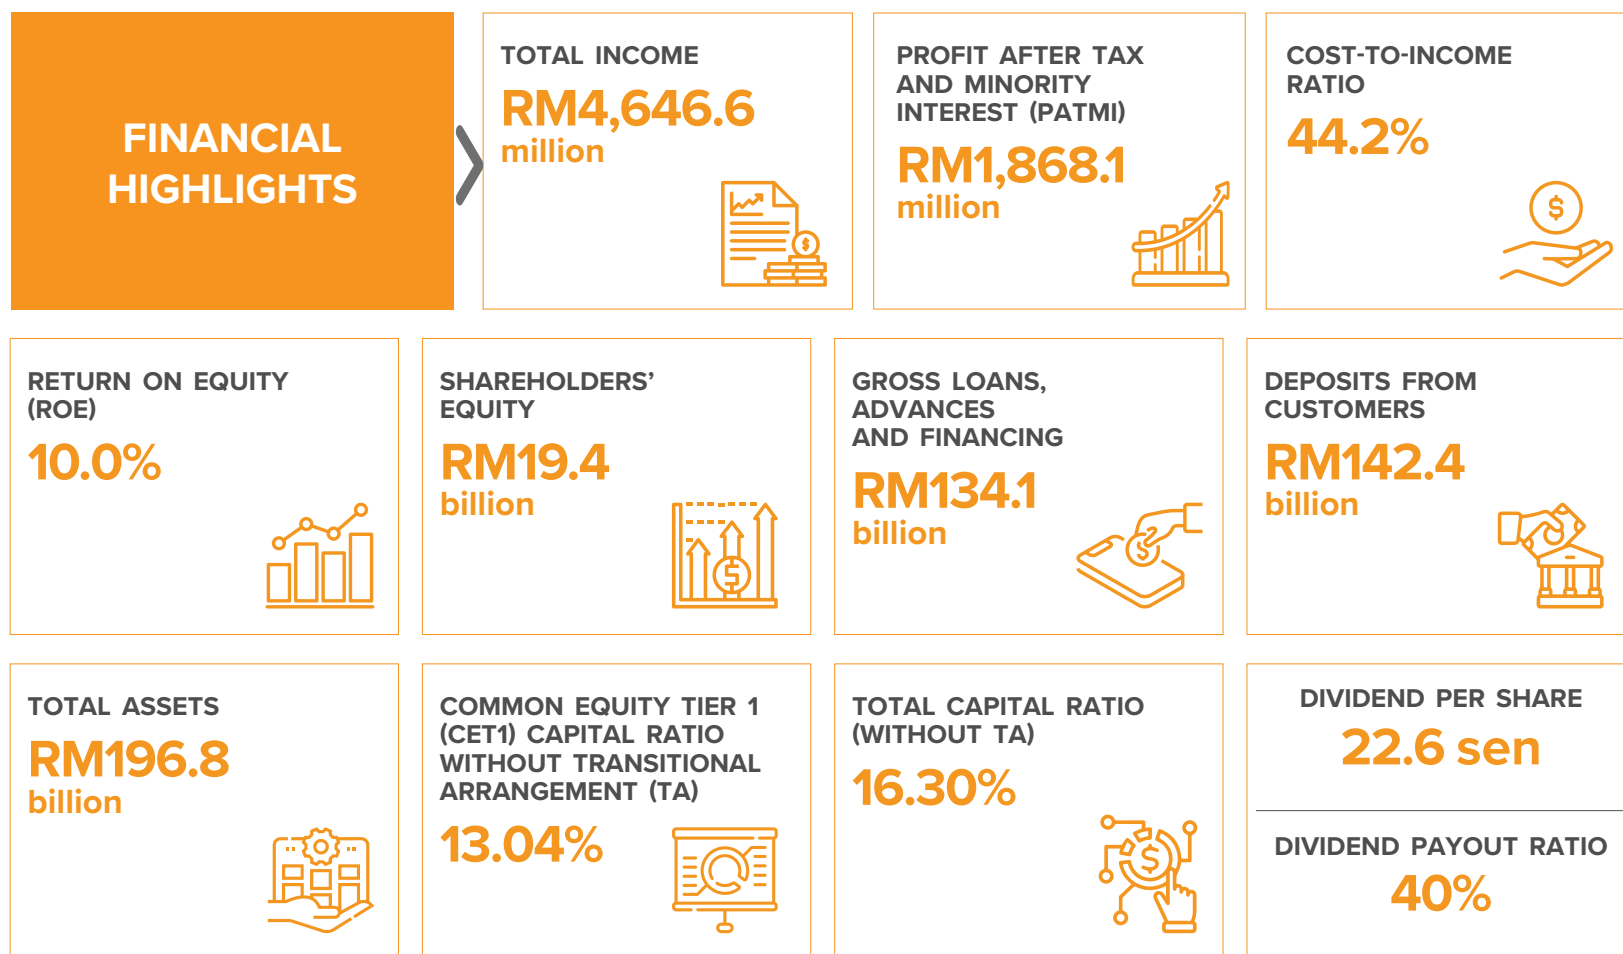 FINANCIAL
HIGHLIGHTS
TOTAL INCOME
RM4,646.6
million
PROFIT AFTER TAX
AND MINORITY
INTEREST (PATMI)
RM1,868.1
million
COST-TO-INCOME
RATIO
44.2%
RETURN ON EQUITY
(ROE)
10.0%
SHAREHOLDERS’
EQUITY
RM19.4
billion
GROSS LOANS,
ADVANCES
AND FINANCING
RM134.1
billion
DEPOSITS FROM
CUSTOMERS
RM142.4
billion
TOTAL ASSETS
RM196.8
billion
COMMON EQUITY TIER 1
(CET1) CAPITAL RATIO
WITHOUT TRANSITIONAL
ARRANGEMENT (TA)
13.04%
TOTAL CAPITAL RATIO
(WITHOUT TA)
16.30%
DIVIDEND PER SHARE
22.6 sen
DIVIDEND PAYOUT RATIO
40%